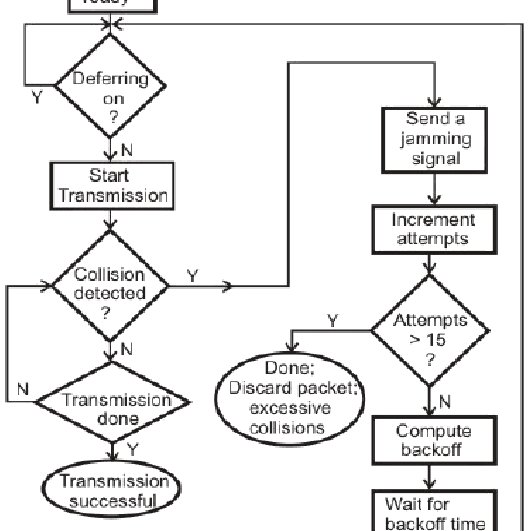 ready
Deferring
on
?
Y
N
Start
Transmission
Collision
detected
?
Y
N
Transmission
done
N
Y
Transmission
successful
Send a
jamming
signal
Increment
attempts
Attempts
> 15
?
Y
N
Done;
Discard packet;
excessive
collisions
Compute
backoff
Wait for
backoff time